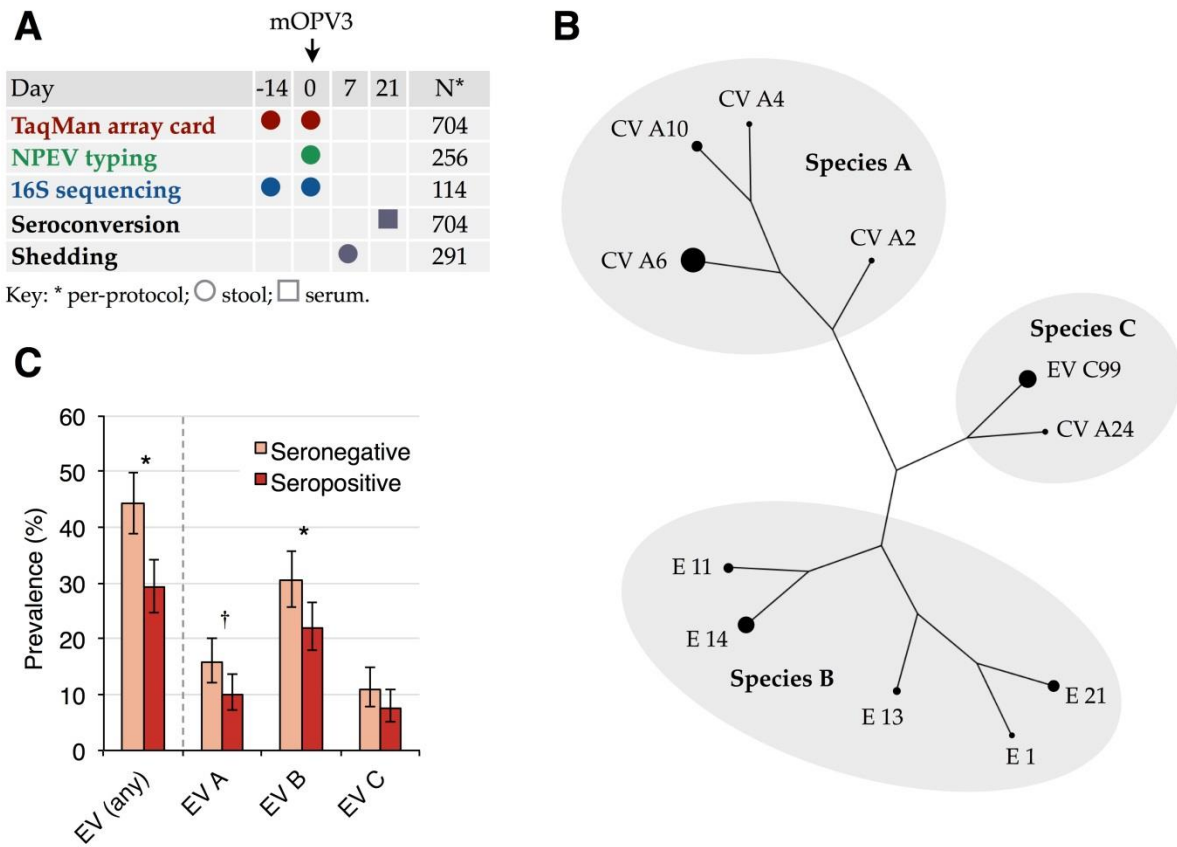 A
mOPV3
Day -14 0 7 21 N*
TaqMan array card 704
NPEV typing 256
16S sequencing 114
Seroconversion 704
Shedding 291
Key: * per-protocol; stool; serum.
B
CV A4
CV A10
Species A
CV A2
CV A6
Species C
EV C99
CV A24
E 11
E 14
Species B
E 13
E 21
E 1
C
Prevalence (%)
60
50
40
30
20
10
0
Seronegative
Seropositive
*
†
*
EV (any)
EV A
EV B
EV C